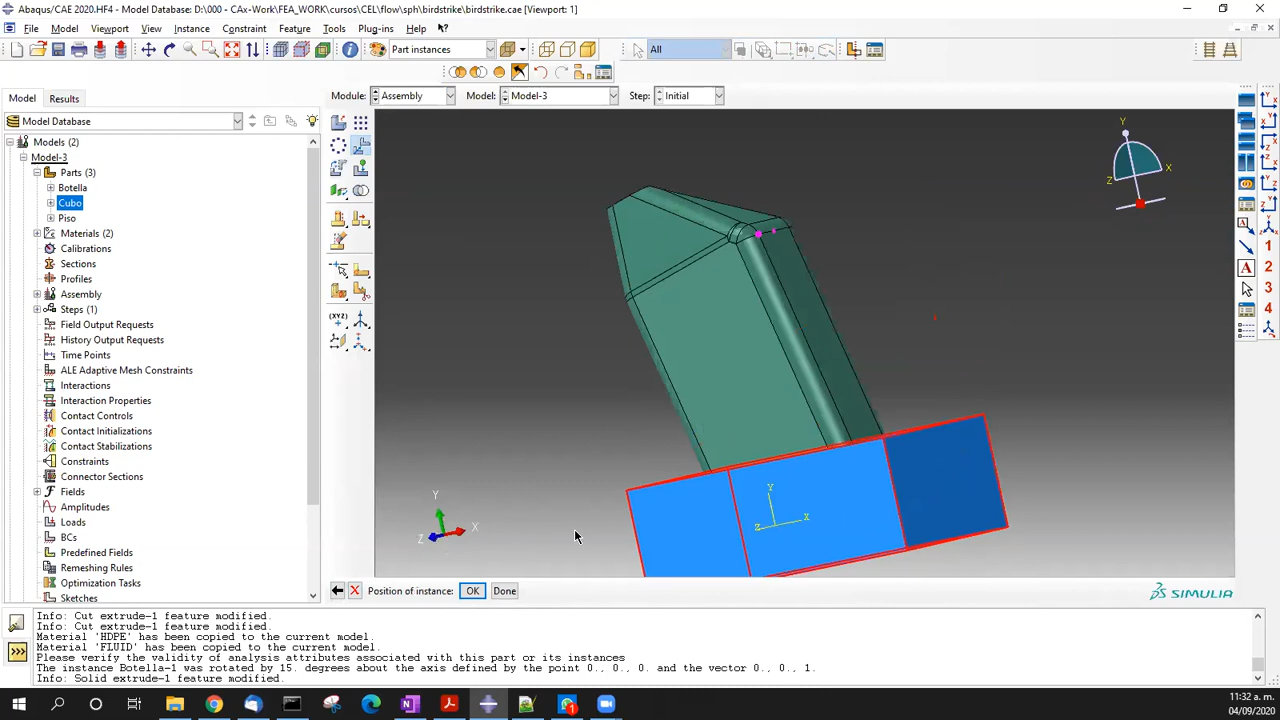 Abaqus/CAE 2020.HF4 - Model Database: D:\000 - CAx-Work\FEA_WORK\cursos\CEL\flow\sph\birdstrike\birdstrike.cae [Viewport: 1]
File Model Viewport View Instance Constraint Feature Tools Plug-ins Help
Part instances All
Model Results Module: Assembly Model: Model-3 Step: Initial
Model Database
Models (2)
Model-3
Parts (3)
Botella
Cubo
Piso
Materials (2)
Calibrations
Sections
Profiles
Assembly
Steps (1)
Field Output Requests
History Output Requests
Time Points
ALE Adaptive Mesh Constraints
Interactions
Interaction Properties
Contact Controls
Contact Initializations
Contact Stabilizations
Constraints
Connector Sections
Fields
Amplitudes
Loads
BCs
Predefined Fields
Remeshing Rules
Optimization Tasks
Sketches
(XYZ)
Y
Z X
Y
Z X
Y
Z X
A
1
2
3
4
Position of instance: OK Done
SIMULIA
Info: Cut extrude-1 feature modified.
Info: Cut extrude-1 feature modified.
Material 'HDPE' has been copied to the current model.
Material 'FLUID' has been copied to the current model.
Please verify the validity of analysis attributes associated with this part or its instances
The instance Botella-1 was rotated by 15. degrees about the axis defined by the point 0., 0., 0. and the vector 0., 0., 1.
Info: Solid extrude-1 feature modified.
>>>
11:32 a. m.
04/09/2020